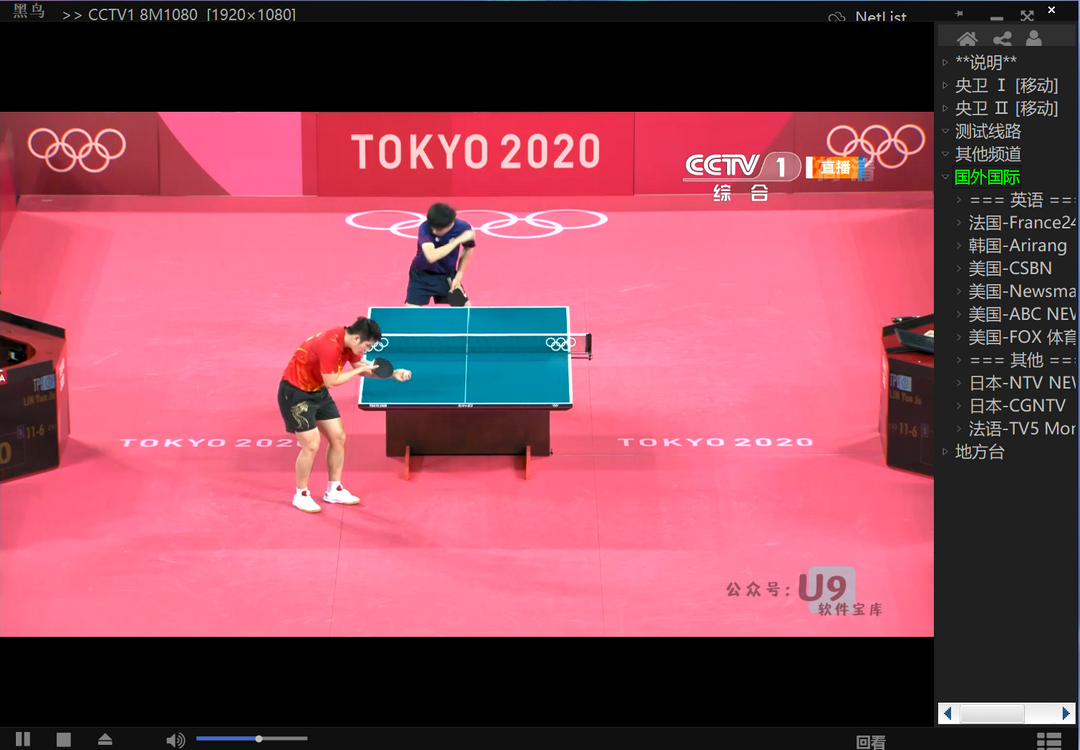 黑鸟 >> CCTV1 8M1080 [1920×1080] NetList
TOKYO 2020
CCTV 1 直播
综合
TOKYO 2020
TOKYO 2020
11-6
11-6
公众号:U9
软件宝库
**说明**
央卫 Ⅰ [移动]
央卫 Ⅱ [移动]
测试线路
其他频道
国外国际
=== 英语 ==
法国-France24
韩国-Arirang
美国-CSBN
美国-Newsma
美国-ABC NEV
美国-FOX 体育
=== 其他 ==
日本-NTV NEV
日本-CGNTV
法语-TV5 Mor
地方台
回看